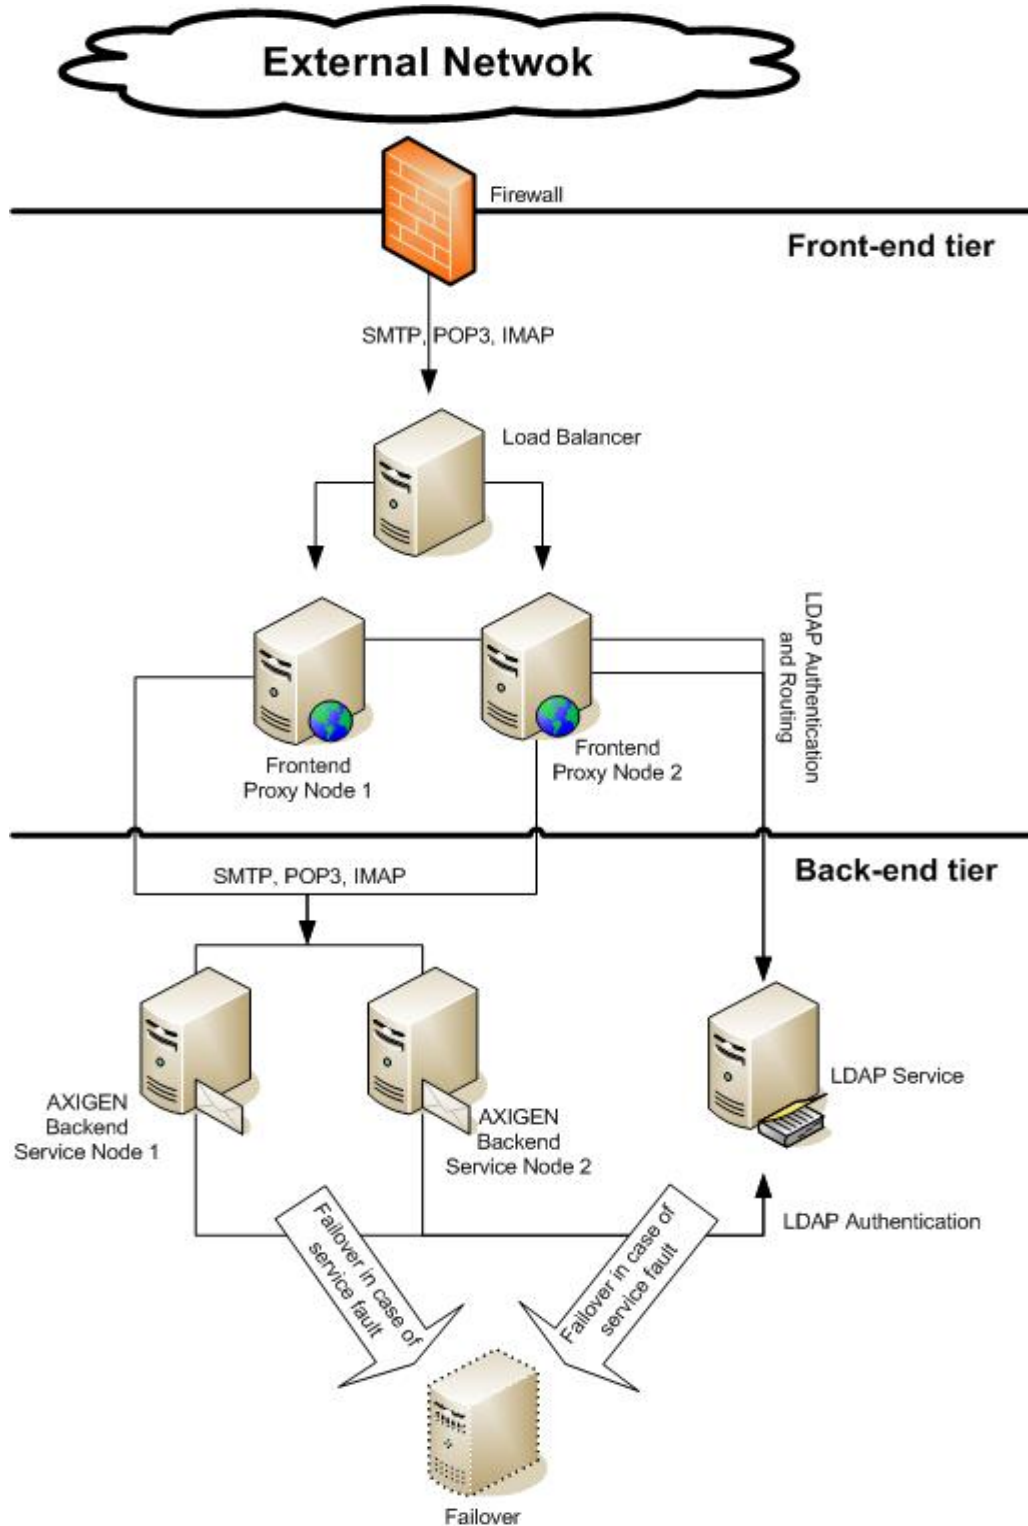 External Netwok
Firewall
Front-end tier
SMTP, POP3, IMAP
Load Balancer
LDAP Authentication
and Routing
Frontend
Proxy Node 1
Frontend
Proxy Node 2
Back-end tier
SMTP, POP3, IMAP
LDAP Service
AXIGEN
Backend
Service Node 1
AXIGEN
Backend
Service Node 2
LDAP Authentication
Failover in case of
service fault
Failover in case of
service fault
Failover